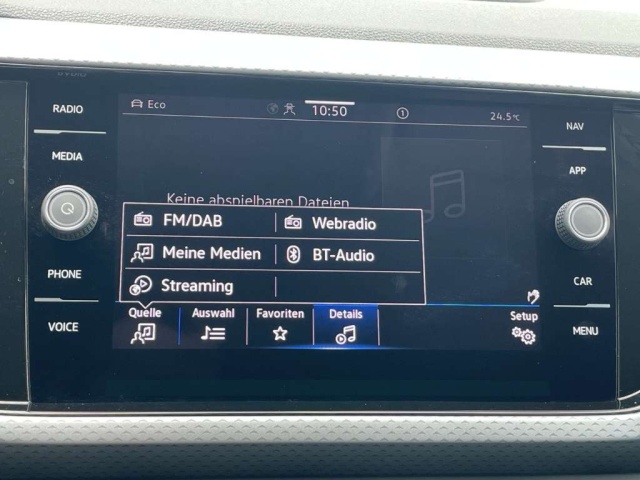 RADIO
MEDIA
PHONE
VOICE
Eco
10:50
1
24.5°C
Keine abspielbaren Dateien
FM/DAB
Webradio
Meine Medien
BT-Audio
Streaming
Quelle
Auswahl
Favoriten
Details
Setup
NAV
APP
CAR
MENU